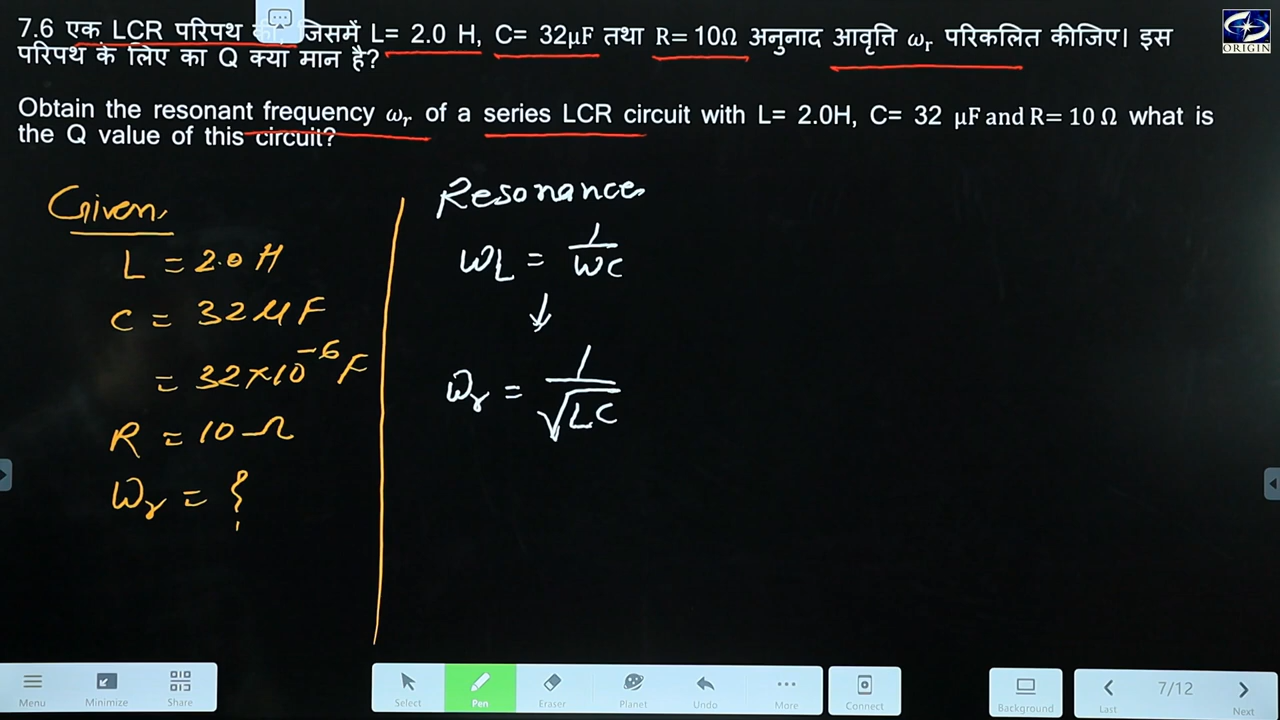 7.6 एक LCR परिपथ जिसमें L= 2.0 H, C= 32μF तथा R= 10Ω अनुनाद आवृत्ति ωr परिकलित कीजिए। इस
परिपथ के लिए का Q क्या मान है?
ORIGIN
Obtain the resonant frequency ωr of a series LCR circuit with L= 2.0H, C= 32 μF and R= 10 Ω what is
the Q value of this circuit?
Given
L = 2.0 H
C = 32 μF
= 32×10^-6 F
R = 10 Ω
ωr = ?
Resonance
ωL = 1/ωC
↓
ωr = 1/√LC
Menu
Minimize
Share
Select
Pen
Eraser
Planet
Undo
More
Connect
Background
Last
7/12
Next